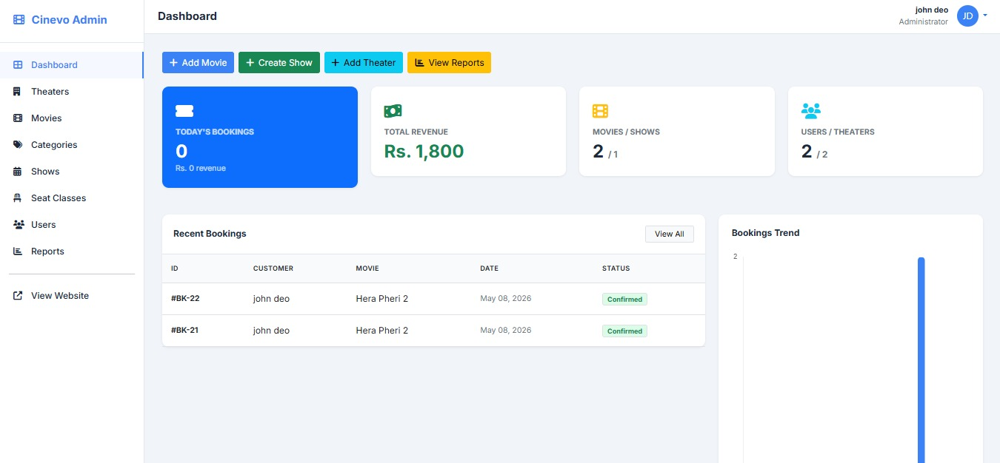 Cinevo Admin
Dashboard
Theaters
Movies
Categories
Shows
Seat Classes
Users
Reports
View Website
Dashboard
john deo
Administrator
JD
Add Movie
Create Show
Add Theater
View Reports
TODAY'S BOOKINGS
0
Rs. 0 revenue
TOTAL REVENUE
Rs. 1,800
MOVIES / SHOWS
2 / 1
USERS / THEATERS
2 / 2
Recent Bookings
View All
ID CUSTOMER MOVIE DATE STATUS
#BK-22 john deo Hera Pheri 2 May 08, 2026 Confirmed
#BK-21 john deo Hera Pheri 2 May 08, 2026 Confirmed
Bookings Trend
2